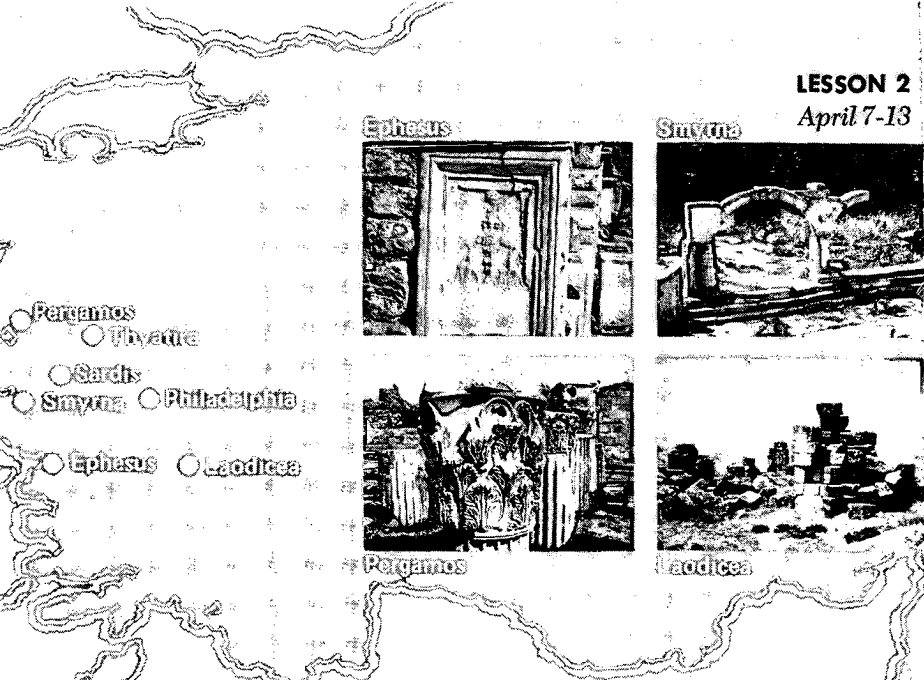 LESSON 2
April 7-13
Ephesus
Smyrna
Pergamos
Thyatira
Sardis
Smyrna
Philadelphia
Ephesus
Laodicea
Pergamos
Laodicea